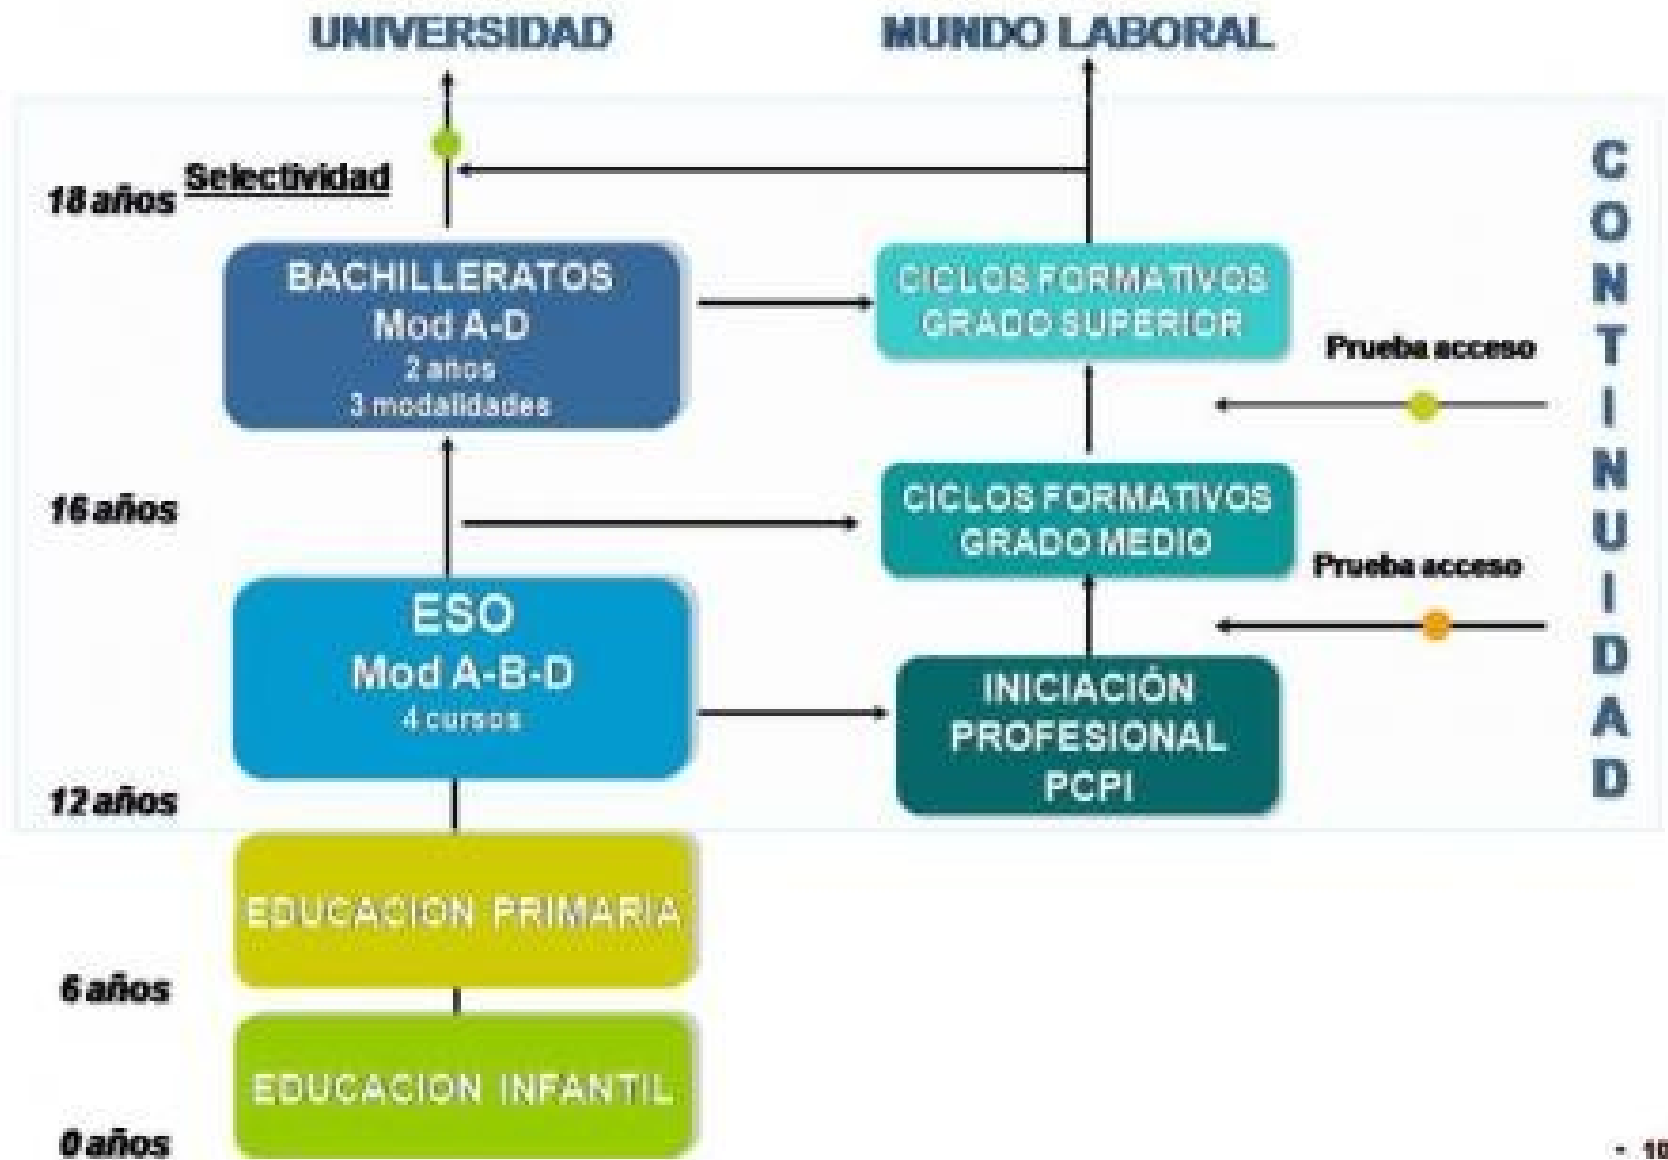 UNIVERSIDAD
MUNDO LABORAL
Selectividad
18 años
BACHILLERATOS
Mod A-D
2 años
3 modalidades
CICLOS FORMATIVOS
GRADO SUPERIOR
Prueba acceso
16 años
CICLOS FORMATIVOS
GRADO MEDIO
Prueba acceso
ESO
Mod A-B-D
4 cursos
INICIACIÓN
PROFESIONAL
PCPI
12 años
EDUCACION PRIMARIA
6 años
EDUCACION INFANTIL
0 años
CONTINUIDAD
- 10